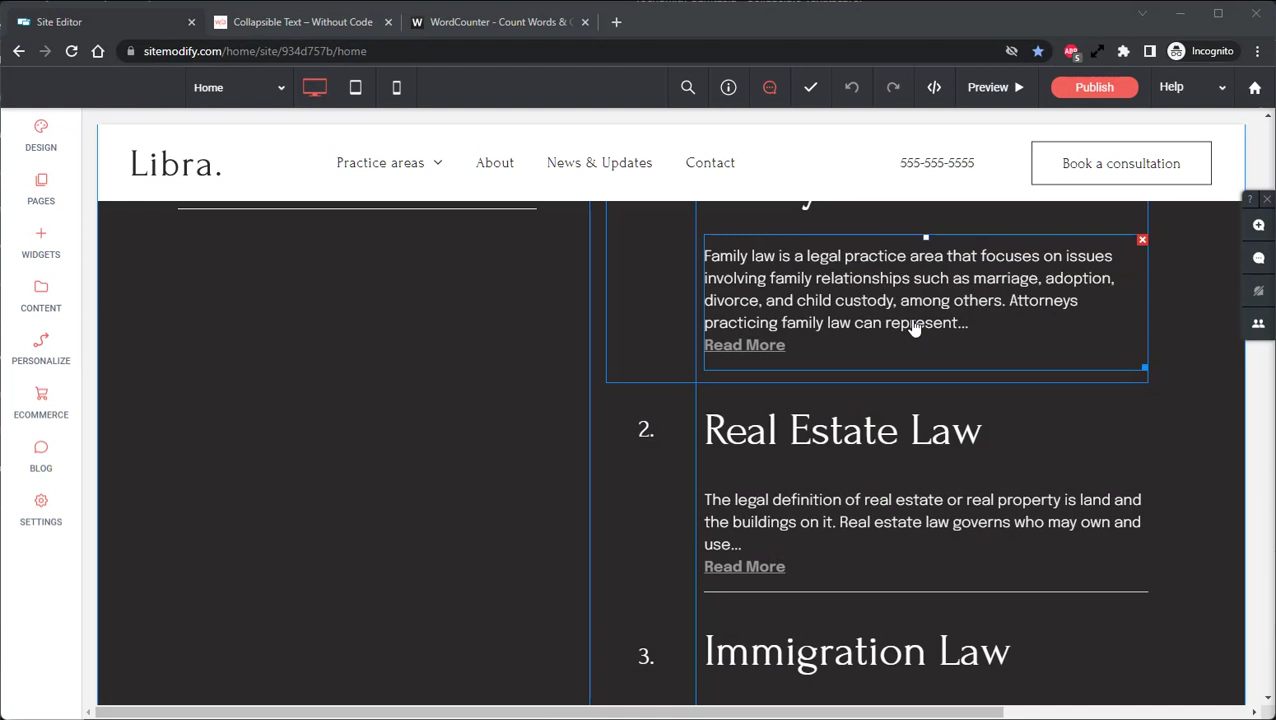 Site Editor
Collapsible Text – Without Code
WordCounter - Count Words & C
sitemodify.com/home/site/934d757b/home
ABP
5
Incognito
Home
Preview
Publish
Help
DESIGN
PAGES
WIDGETS
CONTENT
PERSONALIZE
ECOMMERCE
BLOG
SETTINGS
Libra.
Practice areas
About
News & Updates
Contact
555-555-5555
Book a consultation
Family law is a legal practice area that focuses on issues
involving family relationships such as marriage, adoption,
divorce, and child custody, among others. Attorneys
practicing family law can represent...
Read More
2.
Real Estate Law
The legal definition of real estate or real property is land and
the buildings on it. Real estate law governs who may own and
use...
Read More
3.
Immigration Law